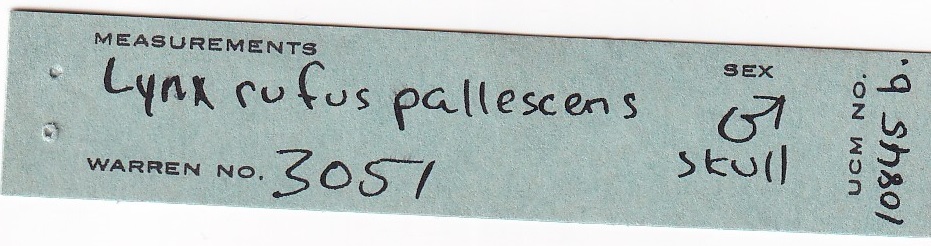 MEASUREMENTS
Lynx rufus pallescens
WARREN NO. 3051
SEX
♂
skull
UCM NO.
10845 b.